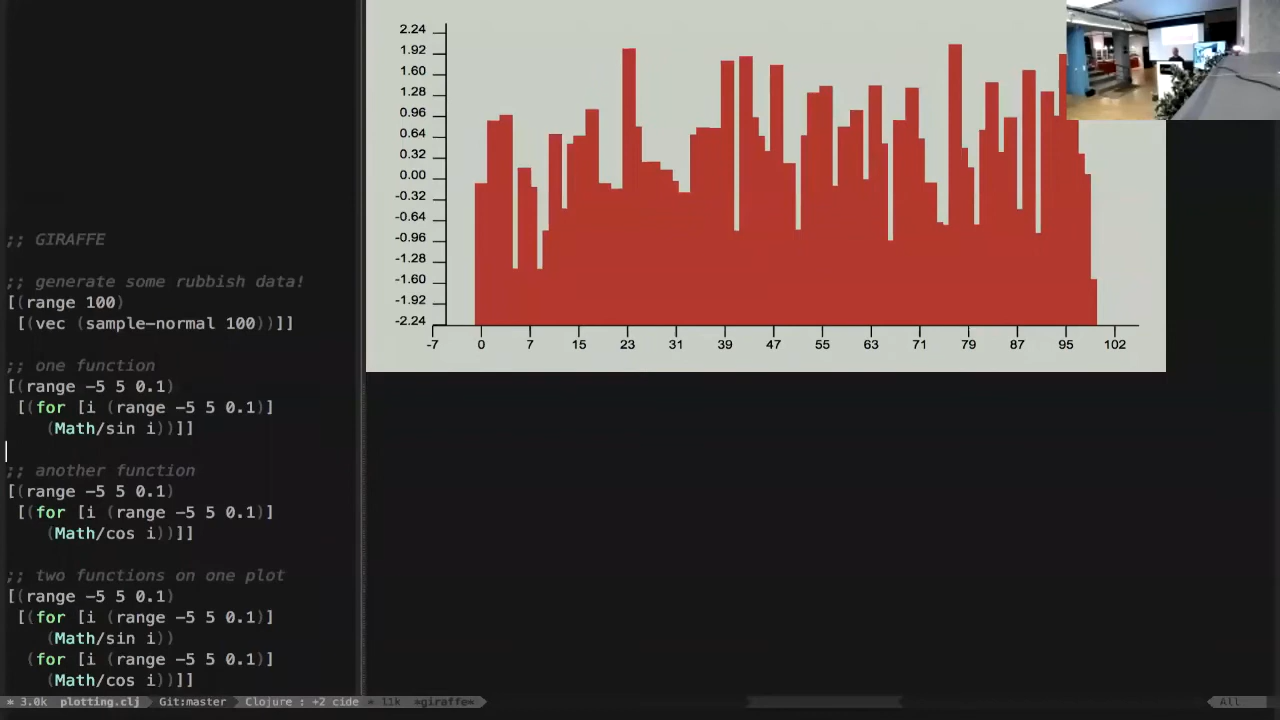 ;; GIRAFFE
;; generate some rubbish data!
[(range 100)
[(vec (sample-normal 100))]]
;; one function
[(range -5 5 0.1)
[(for [i (range -5 5 0.1)]
(Math/sin i))]]
;; another function
[(range -5 5 0.1)
[(for [i (range -5 5 0.1)]
(Math/cos i))]]
;; two functions on one plot
[(range -5 5 0.1)
[(for [i (range -5 5 0.1)]
(Math/sin i))
(for [i (range -5 5 0.1)]
(Math/cos i))]]
2.24
1.92
1.60
1.28
0.96
0.64
0.32
0.00
-0.32
-0.64
-0.96
-1.28
-1.60
-1.92
-2.24
-7 0 7 15 23 31 39 47 55 63 71 79 87 95 102
* 3.0k plotting.clj Git:master Clojure : +2 cide * 11k *giraffe* All